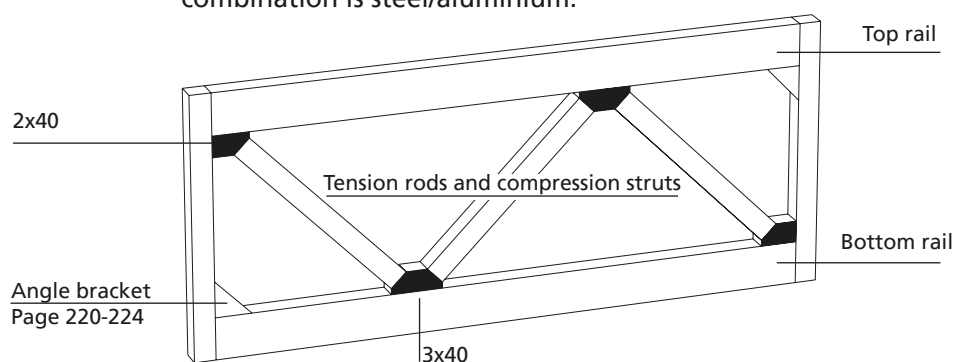 combination is steel/aluminium.
Top rail
2x40
Tension rods and compression struts
Bottom rail
Angle bracket
Page 220-224
3x40